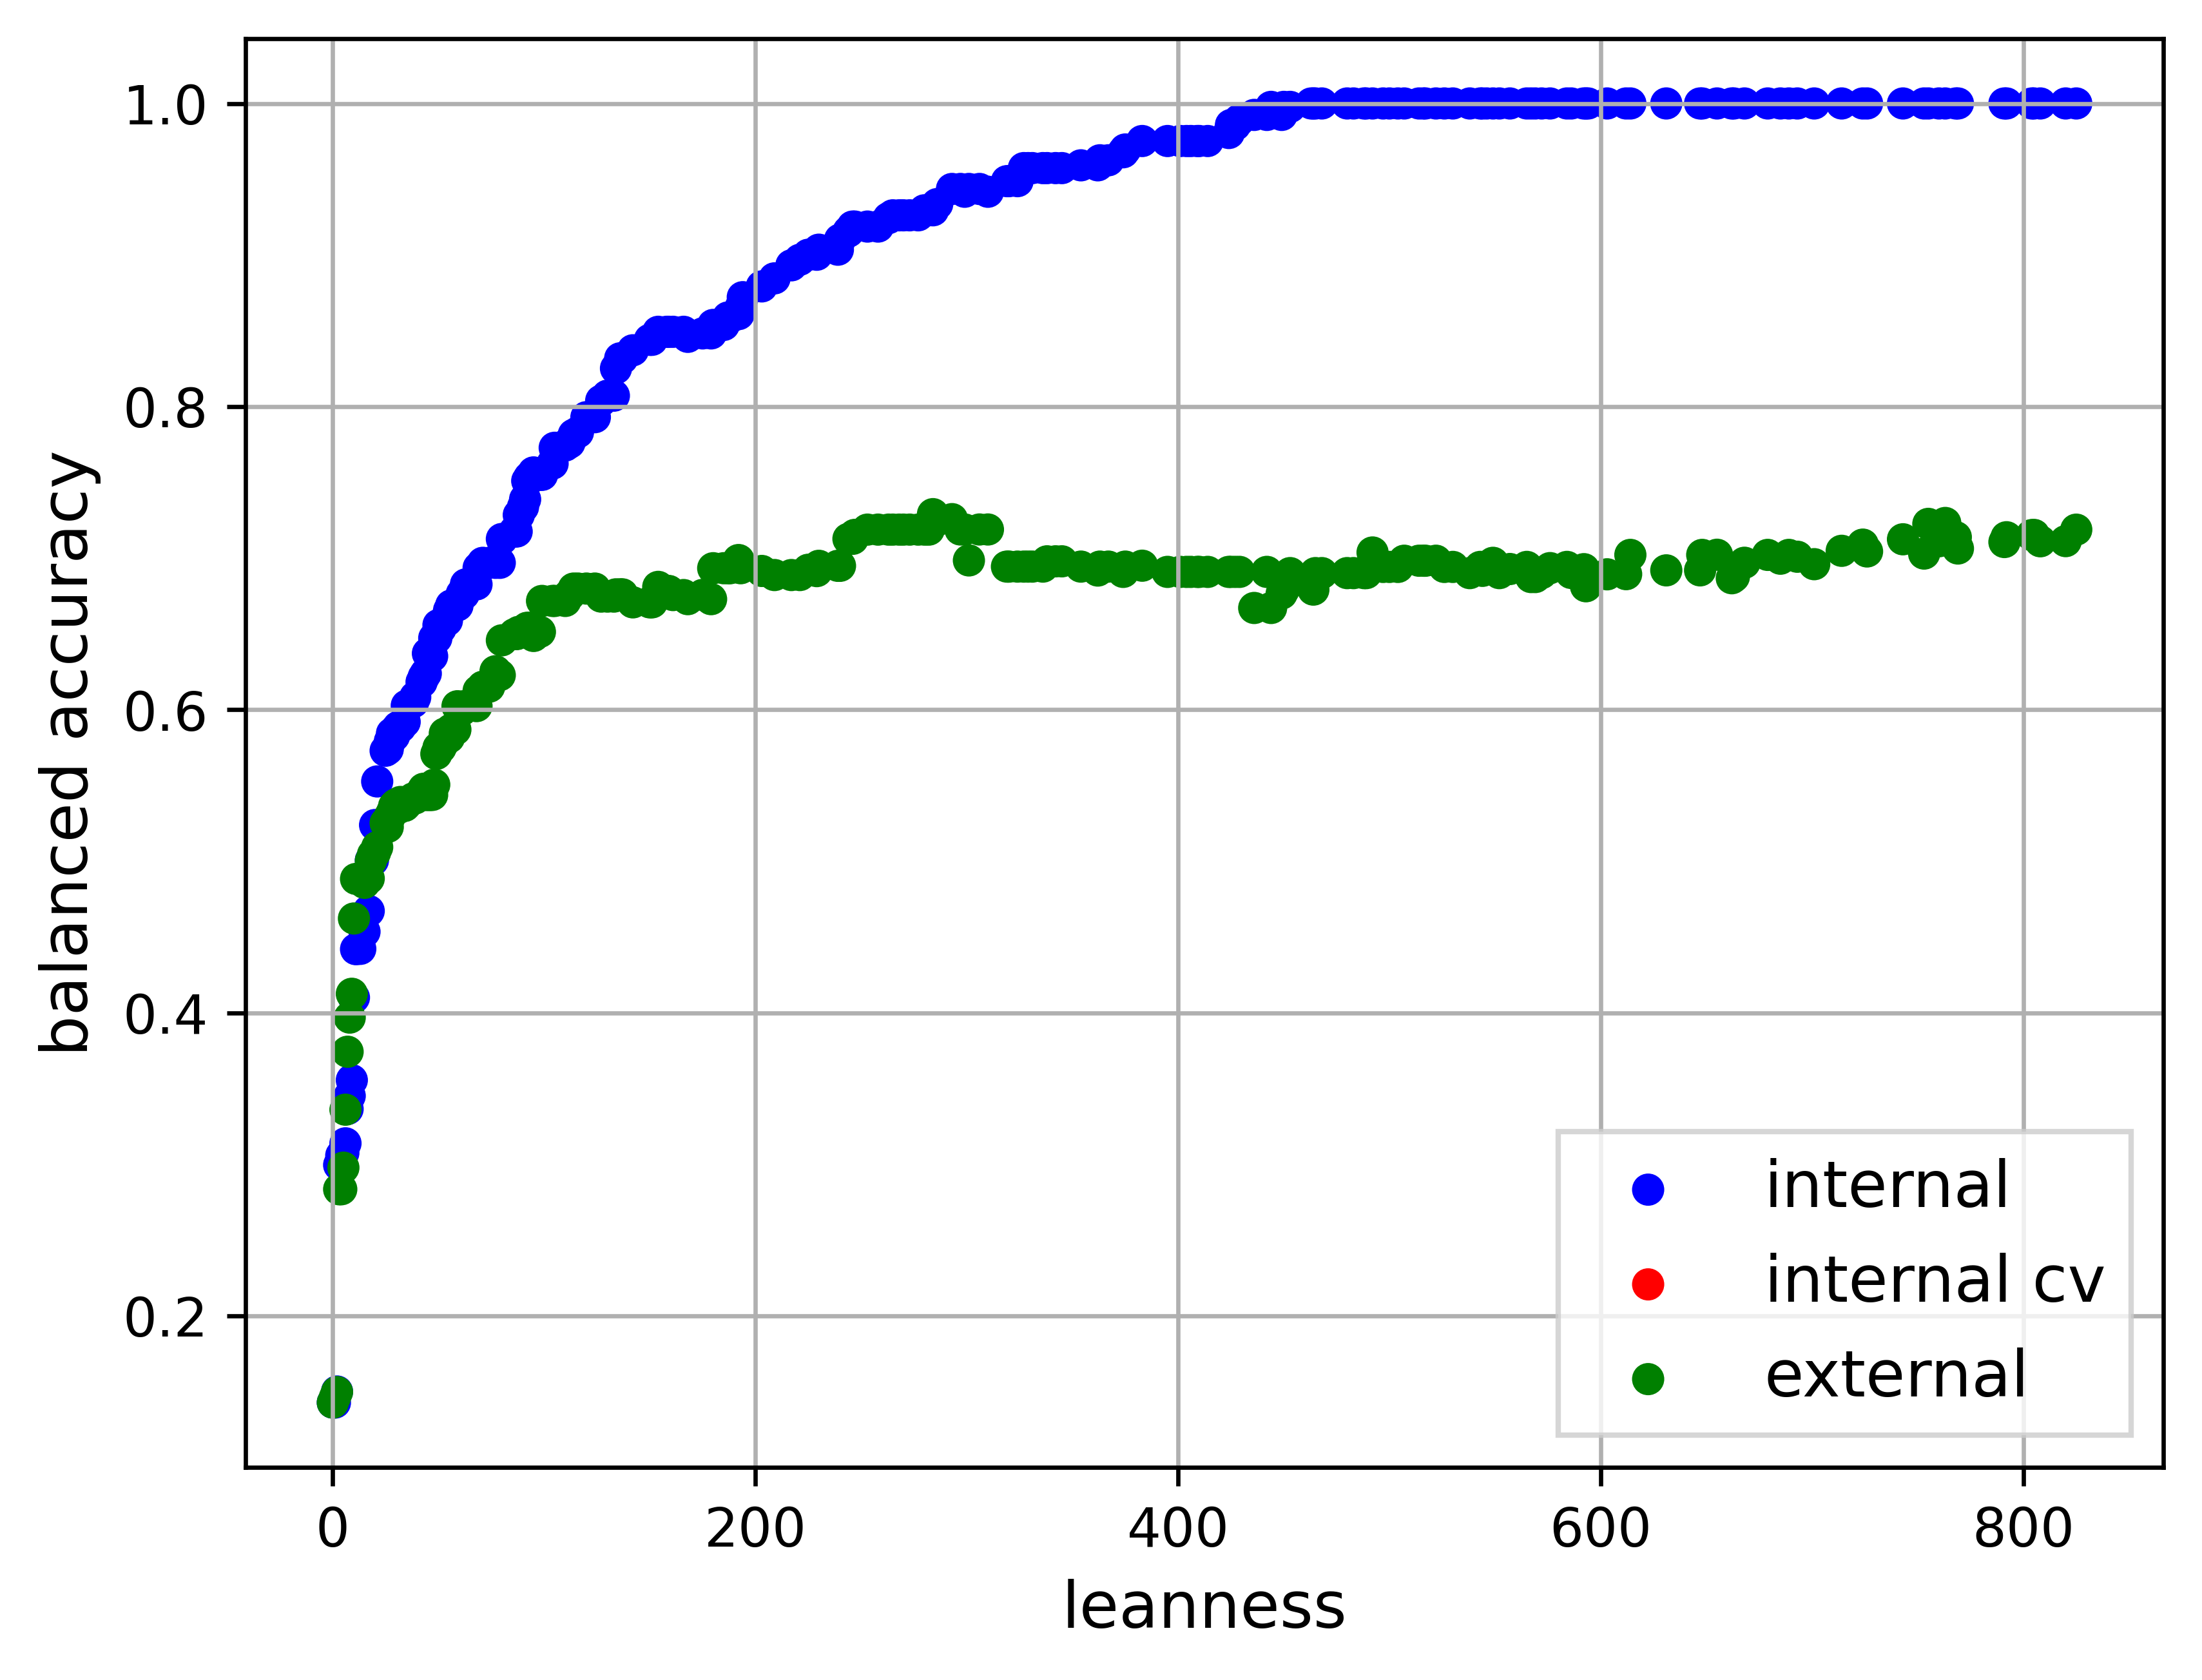 1.0
0.8
0.6
0.4
0.2
balanced accuracy
internal
internal cv
external
0 200 400 600 800
leanness